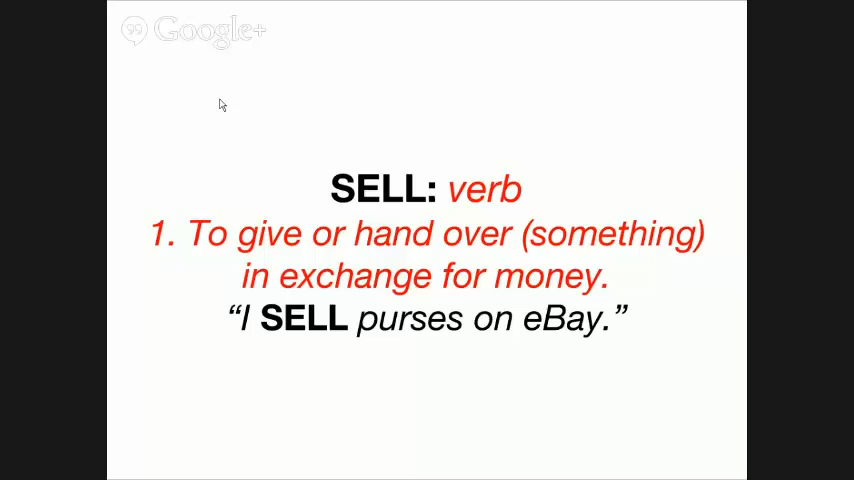 Google+
SELL: verb
1. To give or hand over (something)
in exchange for money.
“I SELL purses on eBay.”